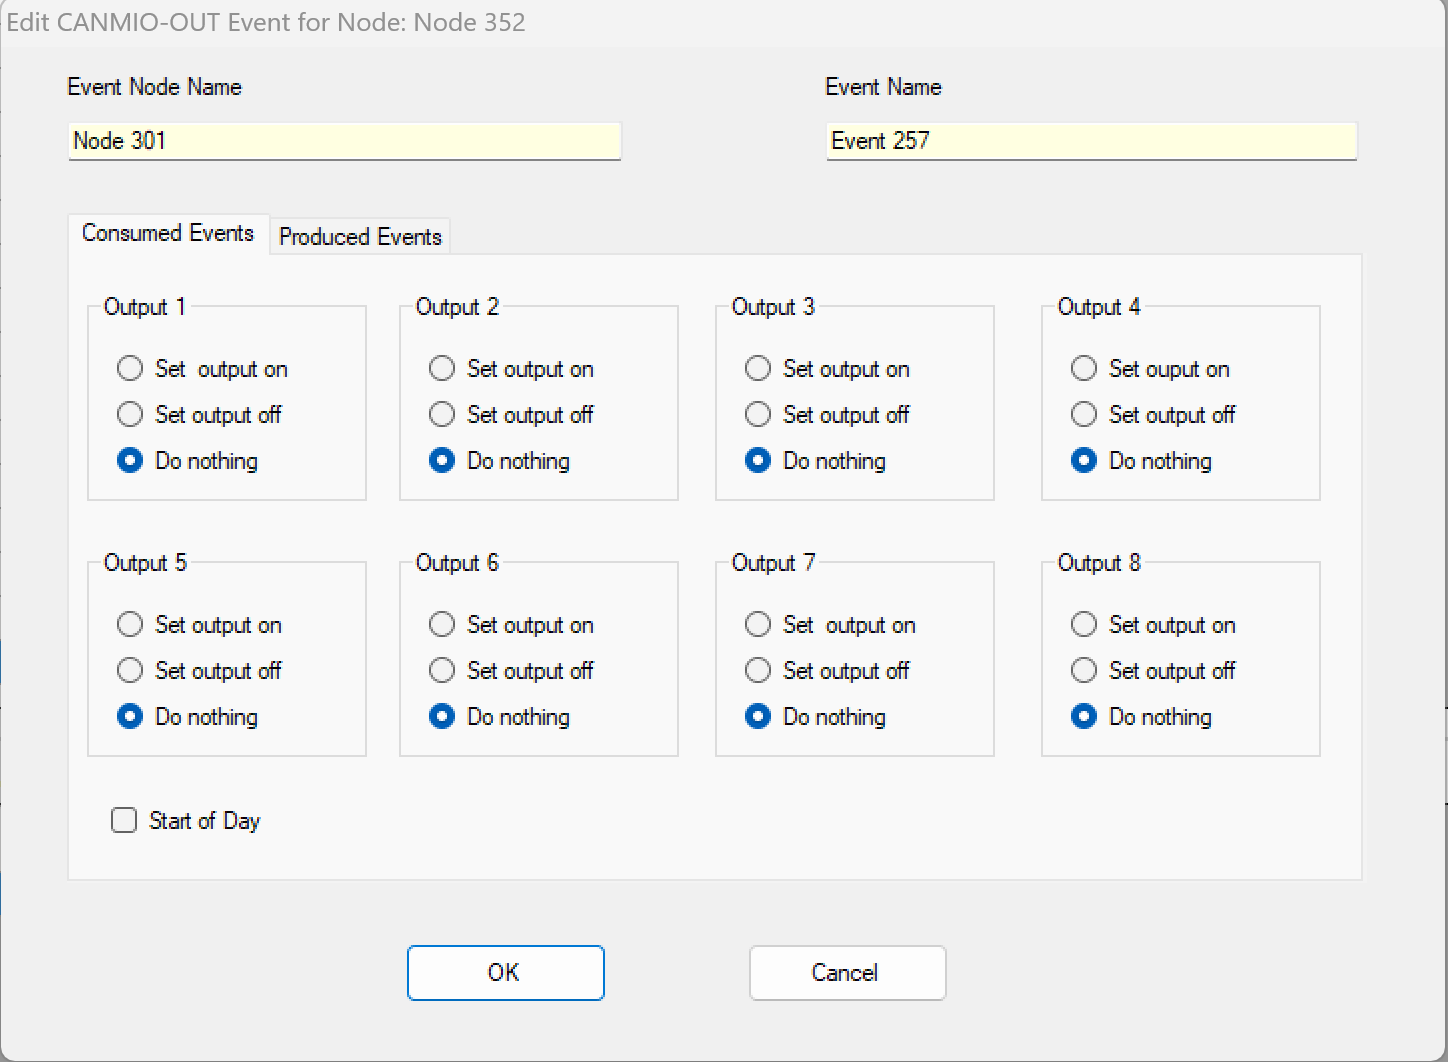 Edit CANMIO-OUT Event for Node: Node 352
Event Node Name
Event Name
Node 301
Event 257
Consumed Events
Produced Events
Output 1
Set  output on
Set output off
Do nothing
Output 2
Set output on
Set output off
Do nothing
Output 3
Set output on
Set output off
Do nothing
Output 4
Set ouput on
Set output off
Do nothing
Output 5
Set output on
Set output off
Do nothing
Output 6
Set output on
Set output off
Do nothing
Output 7
Set  output on
Set output off
Do nothing
Output 8
Set output on
Set output off
Do nothing
Start of Day
OK
Cancel